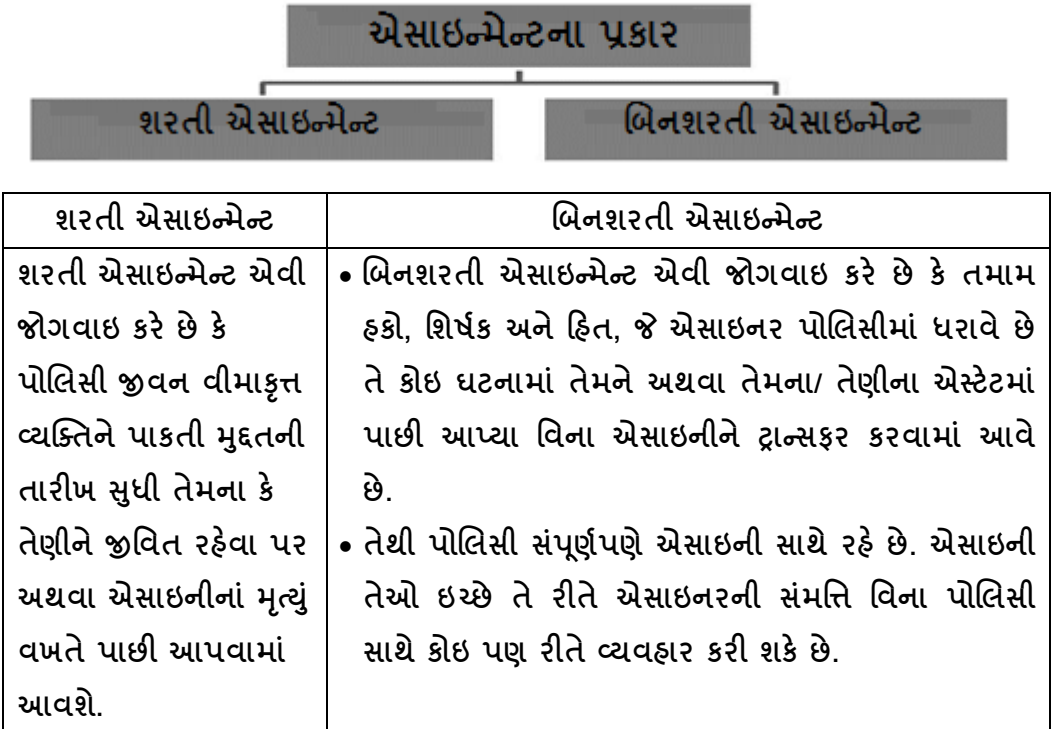 એસાઇન્મેન્ટના પ્રકાર
શરતી એસાઇન્મેન્ટ
બિનશરતી એસાઇન્મેન્ટ
શરતી એસાઇન્મેન્ટ
બિનશરતી એસાઇન્મેન્ટ
શરતી એસાઇન્મેન્ટ એવી
જોગવાઇ કરે છે કે
પોલિસી જીવન વીમાકૃત્ત
વ્યક્તિને પાકતી મુદ્દતની
તારીખ સુધી તેમના કે
તેણીને જીવિત રહેવા પર
અથવા એસાઇનીનાં મૃત્યું
વખતે પાછી આપવામાં
આવશે.
• બિનશરતી એસાઇન્મેન્ટ એવી જોગવાઇ કરે છે કે તમામ
હકો, શિર્ષક અને હિત, જે એસાઇનર પોલિસીમાં ધરાવે છે
તે કોઇ ઘટનામાં તેમને અથવા તેમના/ તેણીના એસ્ટેટમાં
પાછી આપ્યા વિના એસાઇનીને ટ્રાન્સફર કરવામાં આવે
છે.
• તેથી પોલિસી સંપૂર્ણપણે એસાઇની સાથે રહે છે. એસાઇની
તેઓ ઇચ્છે તે રીતે એસાઇનરની સંમત્તિ વિના પોલિસી
સાથે કોઇ પણ રીતે વ્યવહાર કરી શકે છે.